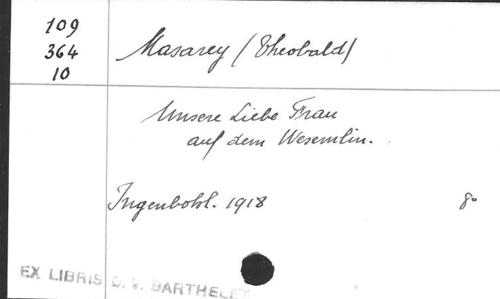 109
364
10
Masarey (Theobald)
Unsere Liebe Frau
auf dem Wesemlin.
Ingenbohl. 1918 8°
EX LIBRIS